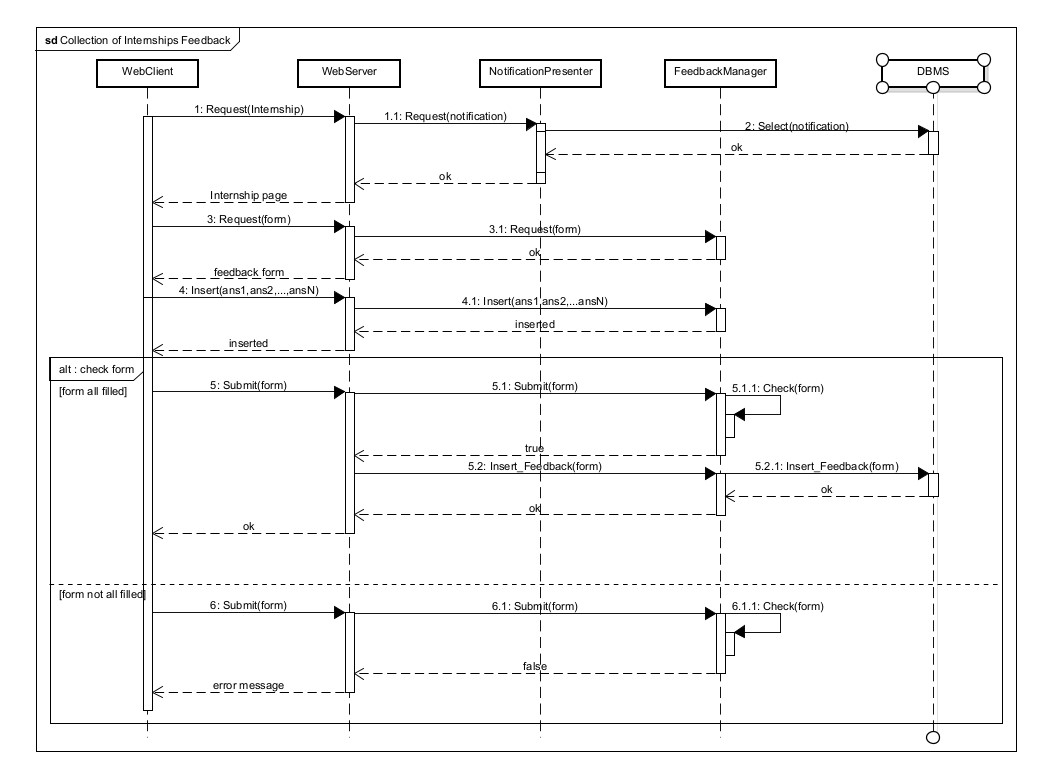 sd Collection of Internships Feedback
WebClient
WebServer
NotificationPresenter
FeedbackManager
DBMS
1: Request(Internship)
1.1: Request(notification)
2: Select(notification)
ok
ok
Internship page
3: Request(form)
3.1: Request(form)
ok
feedback form
4: Insert(ans1,ans2,...,ansN)
4.1: Insert(ans1,ans2,...ansN)
inserted
inserted
alt : check form
[form all filled]
5: Submit(form)
5.1: Submit(form)
5.1.1: Check(form)
true
5.2: Insert_Feedback(form)
5.2.1: Insert_Feedback(form)
ok
ok
ok
[form not all filled]
6: Submit(form)
6.1: Submit(form)
6.1.1: Check(form)
false
error message